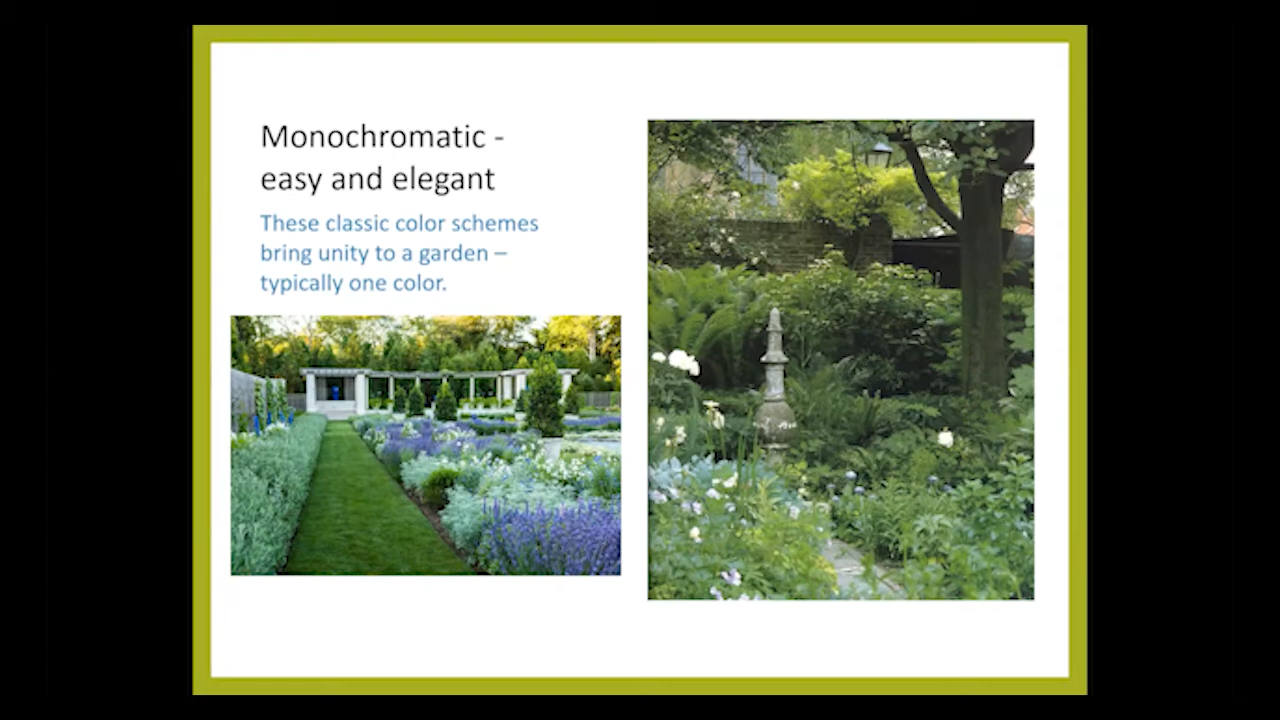 Monochromatic -
easy and elegant
These classic color schemes
bring unity to a garden –
typically one color.